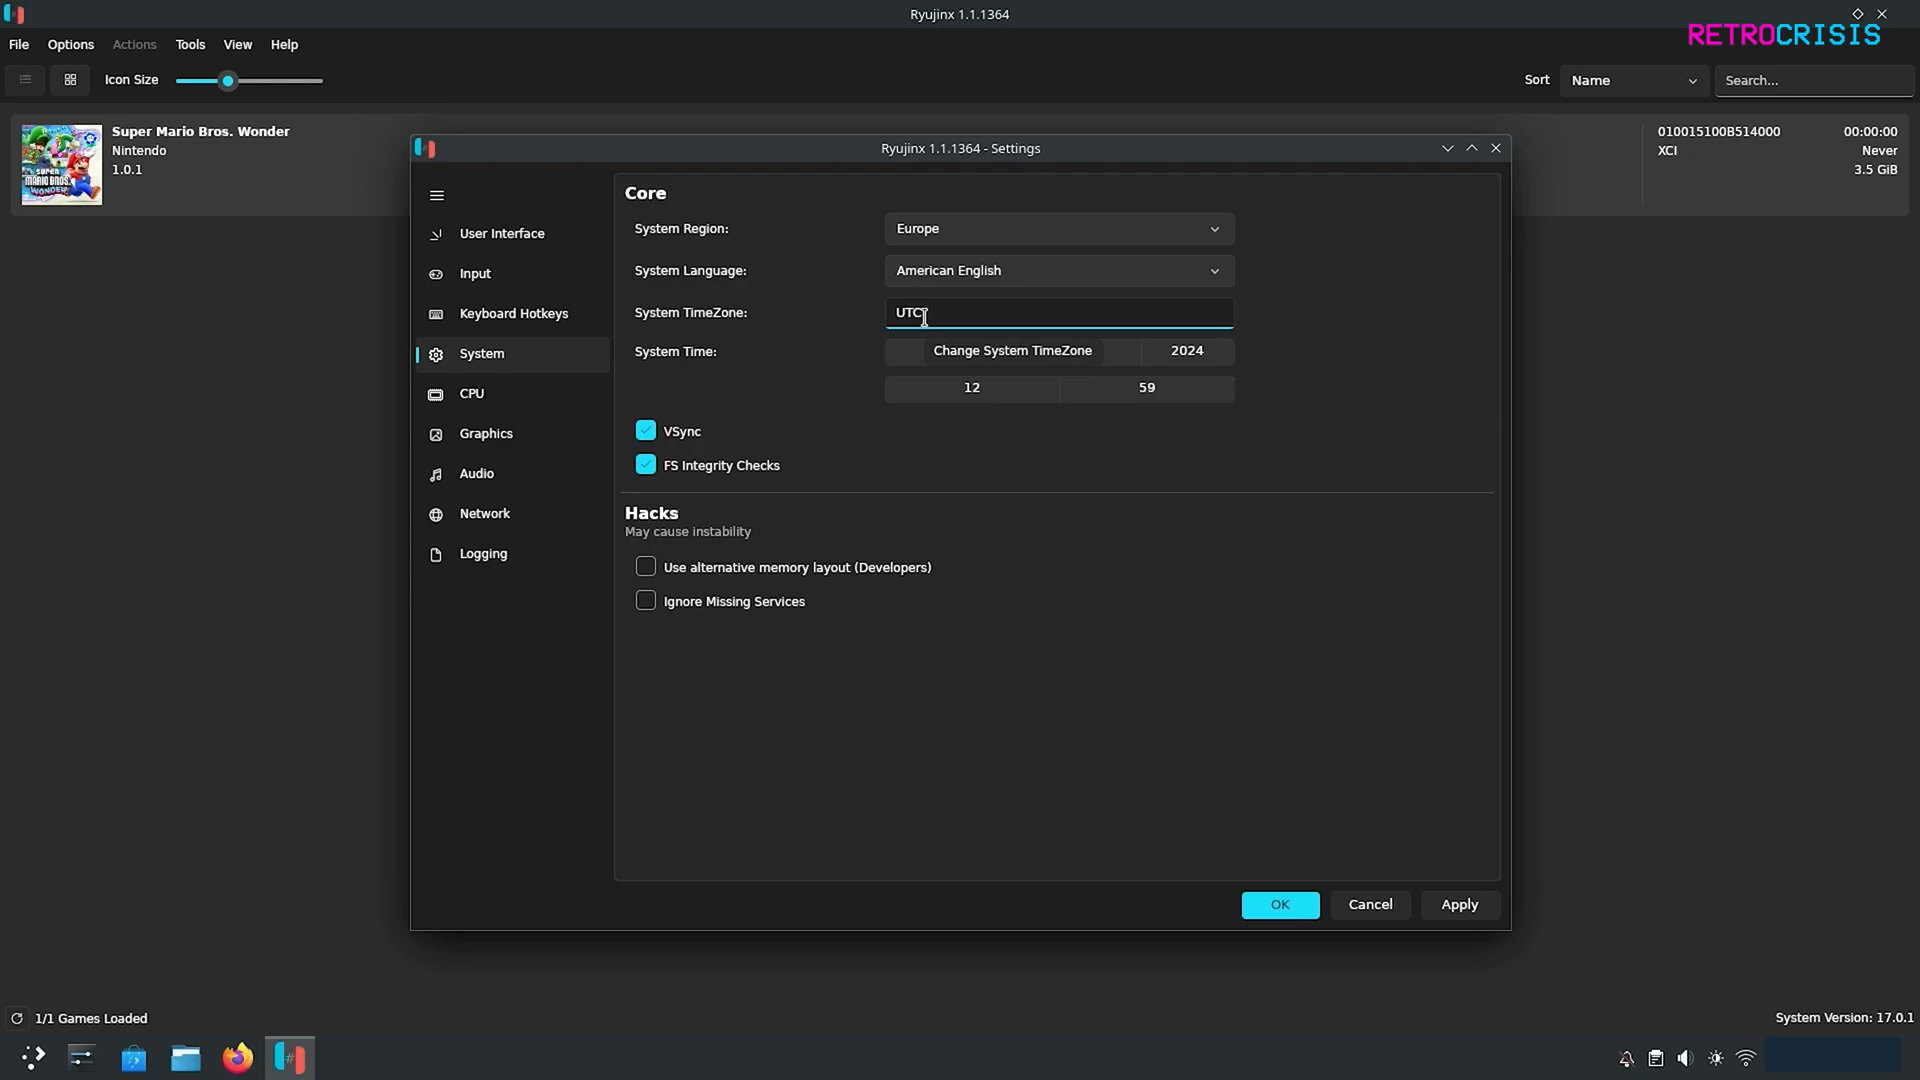 Ryujinx 1.1.1364
RETROCRISIS
File Options Actions Tools View Help
Icon Size
Sort Name Search...
Super Mario Bros. Wonder
Nintendo
1.0.1
010015100B514000 00:00:00
XCI Never
3.5 GiB
SUPER
MARIO BROS.
WONDER
Ryujinx 1.1.1364 - Settings
User Interface
Input
Keyboard Hotkeys
System
CPU
Graphics
Audio
Network
Logging
Core
System Region: Europe
System Language: American English
System TimeZone: UTC
System Time: Change System TimeZone 2024
12 59
VSync
FS Integrity Checks
Hacks
May cause instability
Use alternative memory layout (Developers)
Ignore Missing Services
OK Cancel Apply
1/1 Games Loaded
System Version: 17.0.1